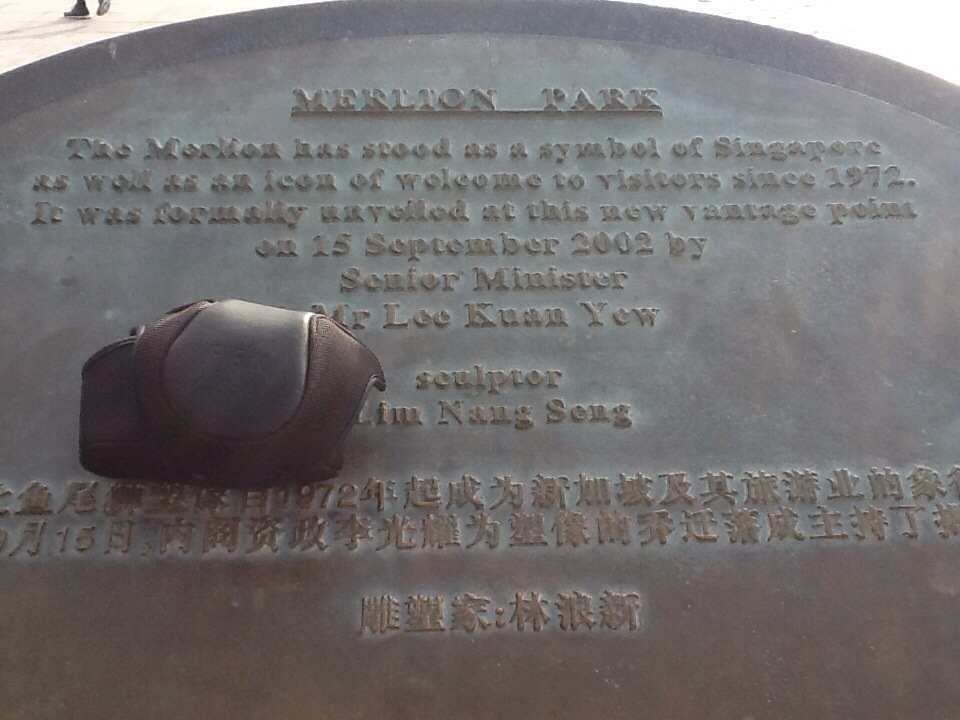 MERLION PARK
The Merlion has stood as a symbol of Singapore
as well as an icon of welcome to visitors since 1972.
It was formally unveiled at this new vantage point
on 15 September 2002 by
Senior Minister
Mr Lee Kuan Yew
sculptor
Lim Nang Seng
鱼尾狮塑像自1972年起成为新加坡及其旅游业的象征
9月15日,内阁资政李光耀为塑像的乔迁落成主持了揭
雕塑家:林浪新